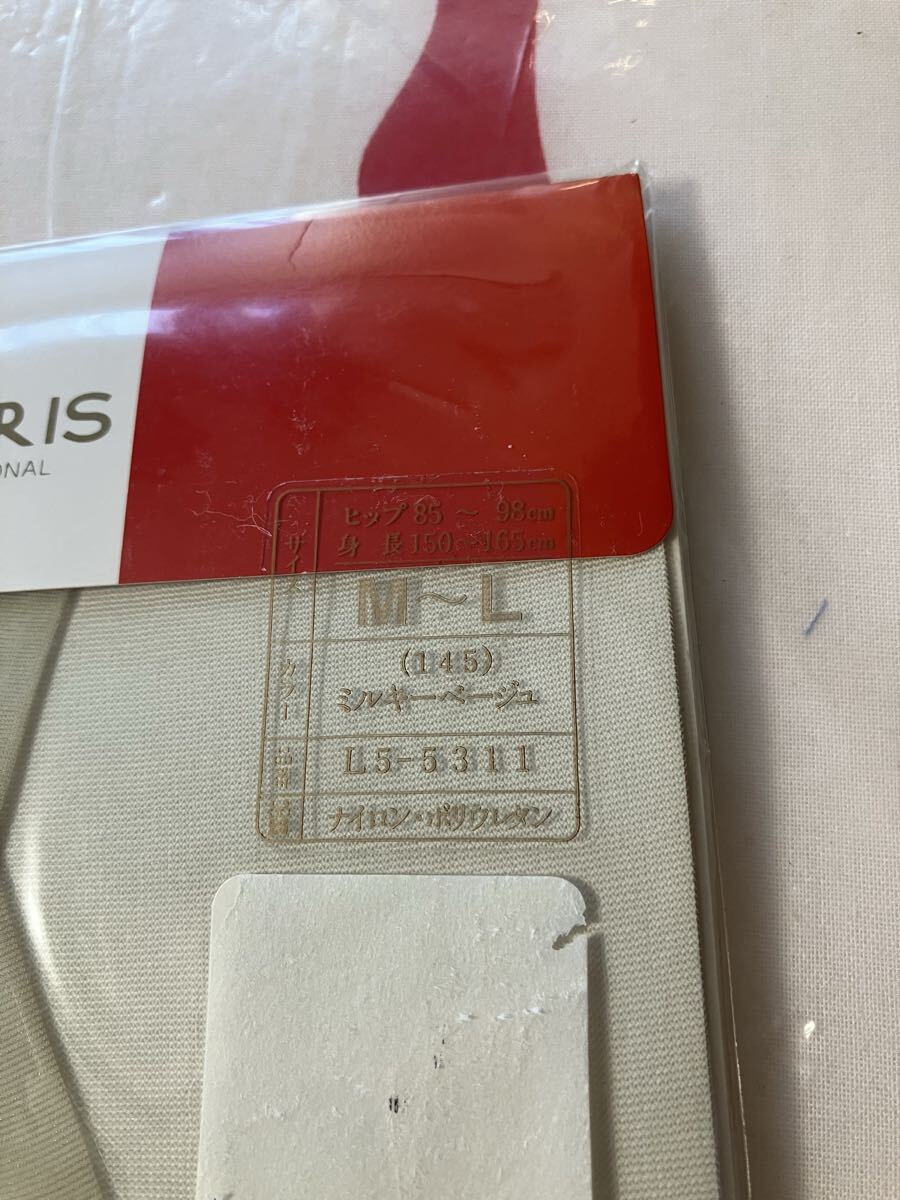 RIS
ONAL
サイズ
ヒップ 85 〜 98cm
身 長 150〜165cm
M〜L
カラー
(145)
ミルキーベージュ
品番
L5-5311
ナイロン・ポリウレタン